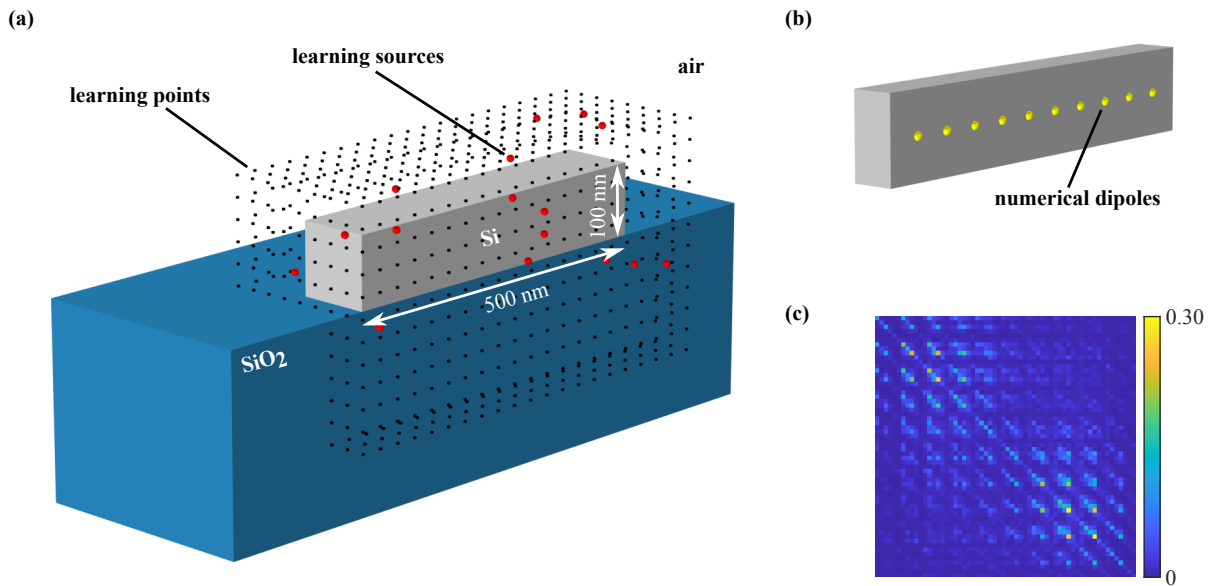 (a)
learning sources
air
learning points
Si
100 nm
500 nm
SiO2
(b)
numerical dipoles
(c)
0.30
0